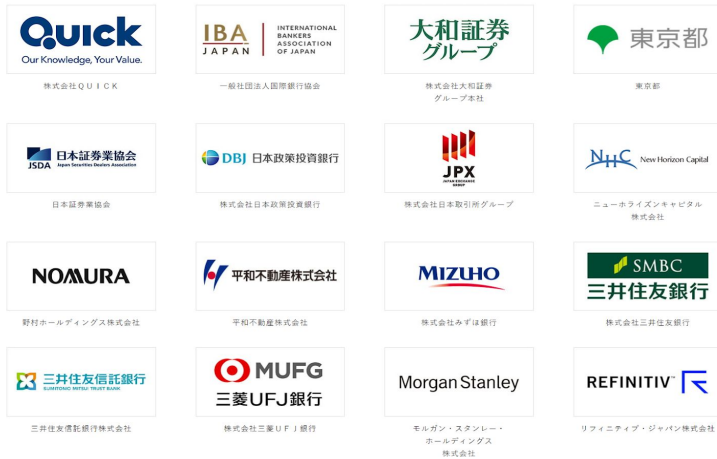 QUICK
Our Knowledge, Your Value.
株式会社ＱＵＩＣＫ
IBA
JAPAN
INTERNATIONAL
BANKERS
ASSOCIATION
OF JAPAN
一般社団法人国際銀行協会
大和証券
グループ
株式会社大和証券
グループ本社
東京都
東京都
JSDA
日本証券業協会
Japan Securities Dealers Association
日本証券業協会
DBJ 日本政策投資銀行
株式会社日本政策投資銀行
JPX
JAPAN EXCHANGE
GROUP
株式会社日本取引所グループ
NHC New Horizon Capital
ニューホライズンキャピタル
株式会社
NOMURA
野村ホールディングス株式会社
平和不動産株式会社
平和不動産株式会社
MIZUHO
株式会社みずほ銀行
SMBC
三井住友銀行
株式会社三井住友銀行
三井住友信託銀行
SUMITOMO MITSUI TRUST BANK
三井住友信託銀行株式会社
MUFG
三菱UFJ銀行
株式会社三菱ＵＦＪ銀行
Morgan Stanley
モルガン・スタンレー・
ホールディングス
株式会社
REFINITIV
リフィニティブ・ジャパン株式会社